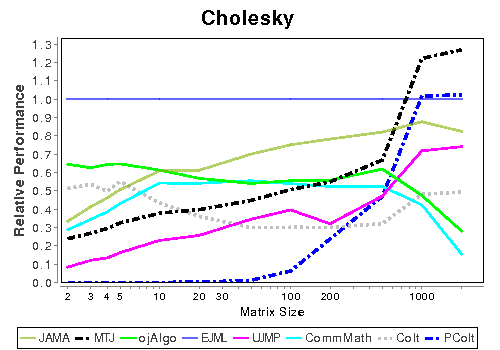 Cholesky
Relative Performance
1.3
1.2
1.1
1.0
0.9
0.8
0.7
0.6
0.5
0.4
0.3
0.2
0.1
0.0
2 3 4 5 10 20 30 100 200 1000
Matrix Size
JAMA MTJ ojAlgo EJML UJMP CommMath Colt PColt